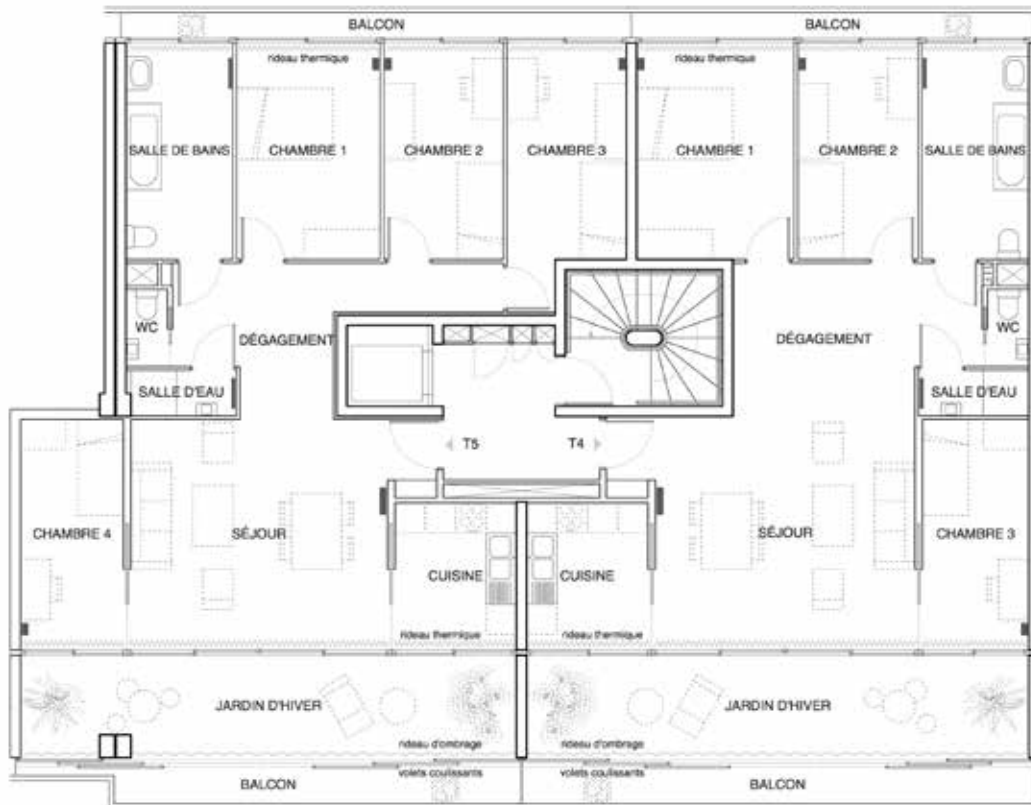 BALCON BALCON
rideau thermique rideau thermique
SALLE DE BAINS CHAMBRE 1 CHAMBRE 2 CHAMBRE 3 CHAMBRE 1 CHAMBRE 2 SALLE DE BAINS
WC WC
DÉGAGEMENT DÉGAGEMENT
SALLE D'EAU SALLE D'EAU
T5 T4
CHAMBRE 4 SÉJOUR SÉJOUR CHAMBRE 3
CUISINE CUISINE
rideau thermique rideau thermique
JARDIN D'HIVER JARDIN D'HIVER
rideau d'ombrage rideau d'ombrage
volets coulissants volets coulissants
BALCON BALCON